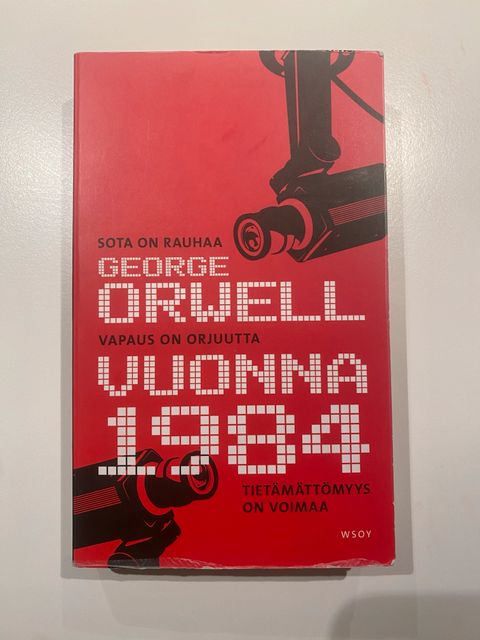 SOTA ON RAUHAA
GEORGE
ORWELL
VAPAUS ON ORJUUTTA
VUONNA
1984
TIETÄMÄTTÖMYYS
ON VOIMAA
WSOY